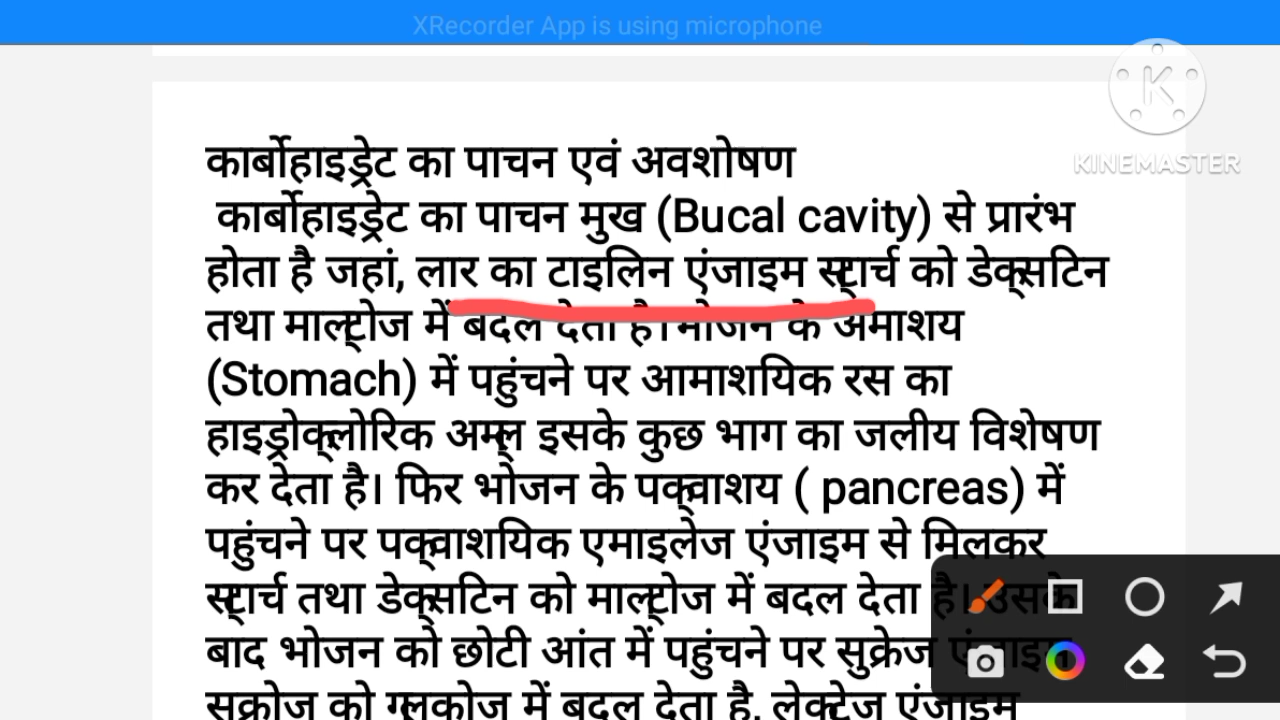 XRecorder App is using microphone
KINEMASTER
कार्बोहाइड्रेट का पाचन एवं अवशोषण
कार्बोहाइड्रेट का पाचन मुख (Bucal cavity) से प्रारंभ
होता है जहां, लार का टाइलिन एंजाइम स्टार्च को डेक्सटिन
तथा माल्टोज में बदल देता है। भोजन के अमाशय
(Stomach) में पहुंचने पर आमाशयिक रस का
हाइड्रोक्लोरिक अम्ल इसके कुछ भाग का जलीय विशेषण
कर देता है। फिर भोजन के पक्वाशय ( pancreas) में
पहुंचने पर पक्वाशयिक एमाइलेज एंजाइम से मिलकर
स्टार्च तथा डेक्सटिन को माल्टोज में बदल देता है। उसके
बाद भोजन को छोटी आंत में पहुंचने पर सुक्रेज एंजाइम
सुक्रोज को ग्लूकोज में बदल देता है, लेक्टेज एंजाइम